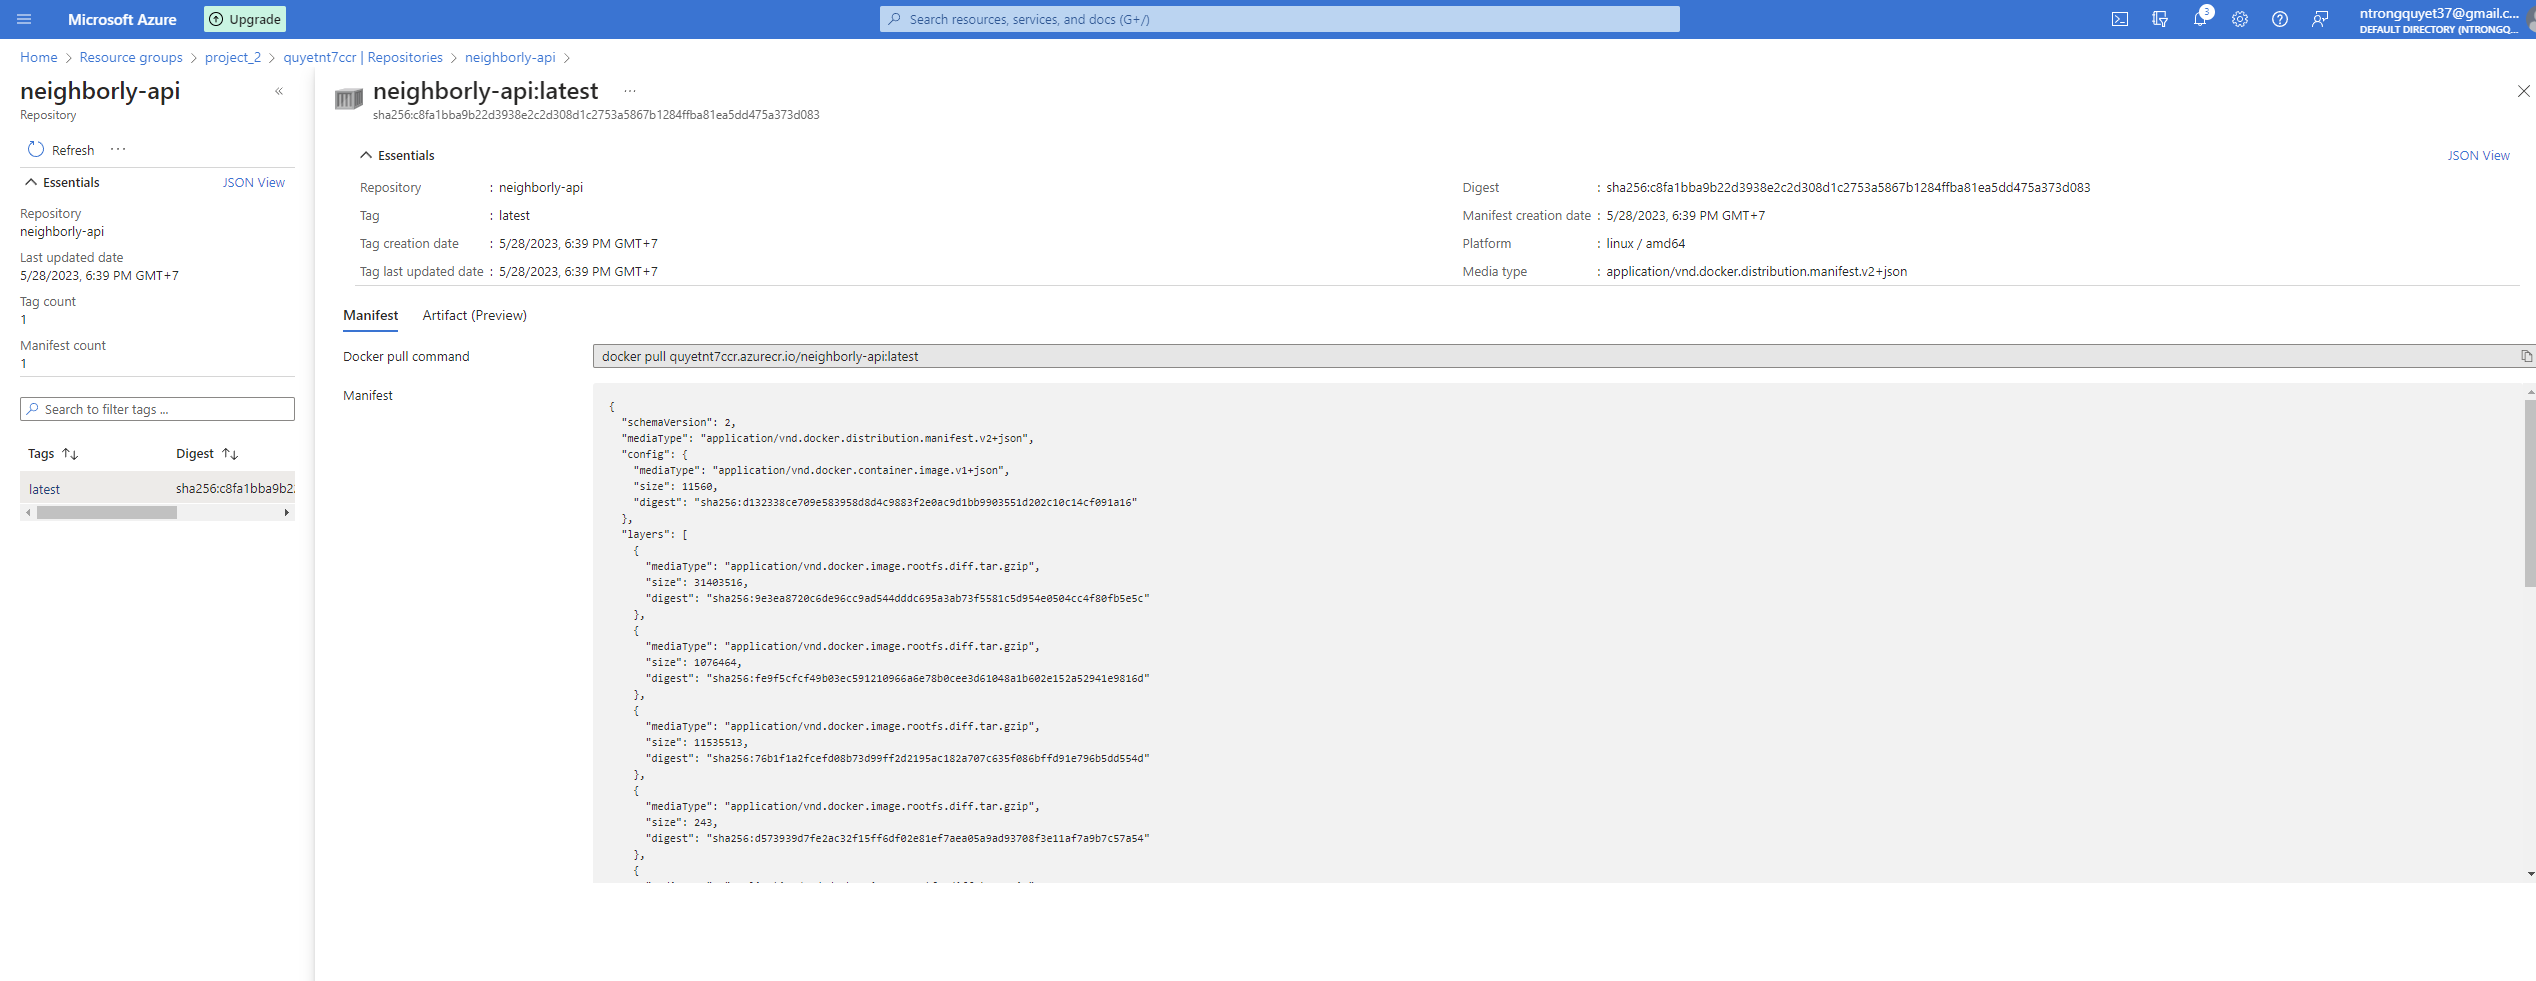 Microsoft Azure
Upgrade
Search resources, services, and docs (G+/)
3
ntrongquyet37@gmail.c...
DEFAULT DIRECTORY (NTRONGQ...
Home > Resource groups > project_2 > quyetnt7ccr | Repositories > neighborly-api >
neighborly-api
Repository
Refresh ...
Essentials JSON View
Repository
neighborly-api
Last updated date
5/28/2023, 6:39 PM GMT+7
Tag count
1
Manifest count
1
Search to filter tags ...
Tags Digest
latest sha256:c8fa1bba9b2
neighborly-api:latest ...
sha256:c8fa1bba9b22d3938e2c2d308d1c2753a5867b1284ffba81ea5dd475a373d083
Essentials JSON View
Repository : neighborly-api
Tag : latest
Tag creation date : 5/28/2023, 6:39 PM GMT+7
Tag last updated date : 5/28/2023, 6:39 PM GMT+7
Digest : sha256:c8fa1bba9b22d3938e2c2d308d1c2753a5867b1284ffba81ea5dd475a373d083
Manifest creation date : 5/28/2023, 6:39 PM GMT+7
Platform : linux / amd64
Media type : application/vnd.docker.distribution.manifest.v2+json
Manifest Artifact (Preview)
Docker pull command docker pull quyetnt7ccr.azurecr.io/neighborly-api:latest
Manifest
{
"schemaVersion": 2,
"mediaType": "application/vnd.docker.distribution.manifest.v2+json",
"config": {
"mediaType": "application/vnd.docker.container.image.v1+json",
"size": 11560,
"digest": "sha256:d132338ce709e583958d8d4c9883f2e0ac9d1bb9903551d202c10c14cf091a16"
},
"layers": [
{
"mediaType": "application/vnd.docker.image.rootfs.diff.tar.gzip",
"size": 31403516,
"digest": "sha256:9e3ea8720c6de96cc9ad544dddc695a3ab73f5581c5d954e0504cc4f80fb5e5c"
},
{
"mediaType": "application/vnd.docker.image.rootfs.diff.tar.gzip",
"size": 1076464,
"digest": "sha256:fe9f5cfcf49b03ec591210966a6e78b0cee3d61048a1b602e152a52941e9816d"
},
{
"mediaType": "application/vnd.docker.image.rootfs.diff.tar.gzip",
"size": 11535513,
"digest": "sha256:76b1f1a2fcefd08b73d99ff2d2195ac182a707c635f086bffd91e796b5dd554d"
},
{
"mediaType": "application/vnd.docker.image.rootfs.diff.tar.gzip",
"size": 243,
"digest": "sha256:d573939d7fe2ac32f15ff6df02e81ef7aea05a9ad93708f3e11af7a9b7c57a54"
},
{